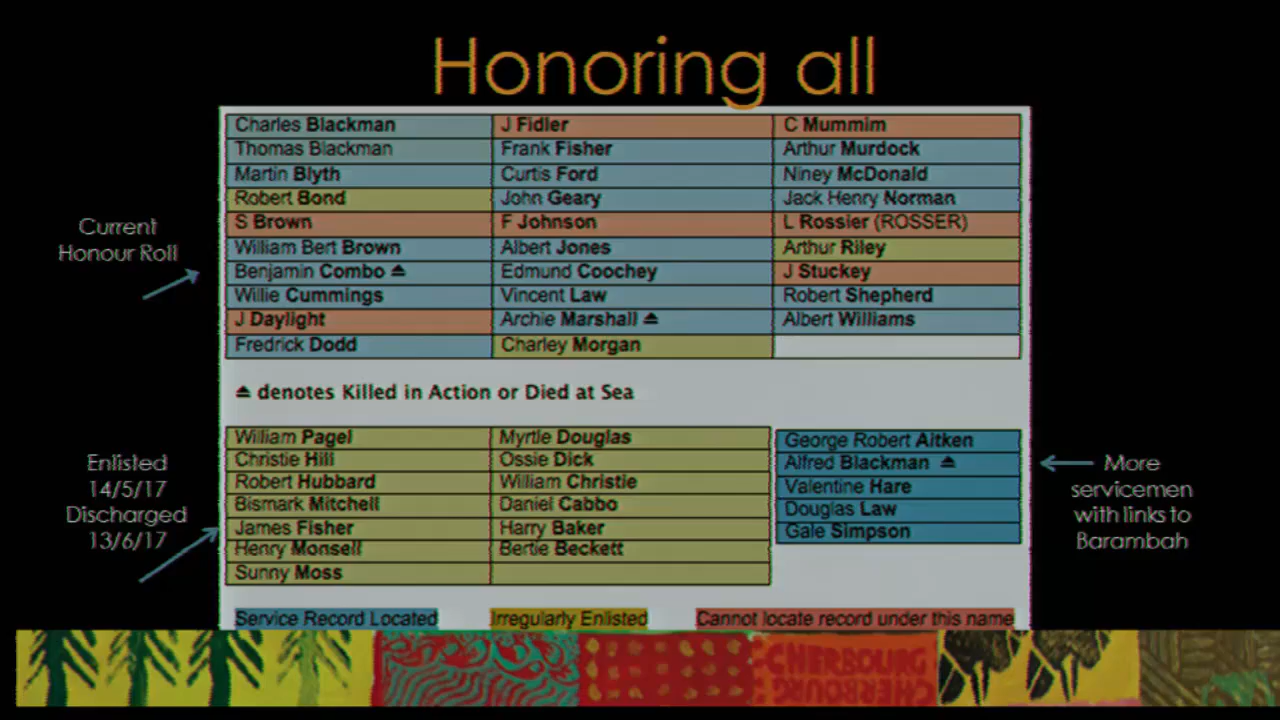 Honoring all
Charles Blackman J Fidler C Mummim
Thomas Blackman Frank Fisher Arthur Murdock
Martin Blyth Curtis Ford Niney McDonald
Robert Bond John Geary Jack Henry Norman
S Brown F Johnson L Rossier (ROSSER)
William Bert Brown Albert Jones Arthur Riley
Benjamin Combo ⏏ Edmund Coochey J Stuckey
Willie Cummings Vincent Law Robert Shepherd
J Daylight Archie Marshall ⏏ Albert Williams
Fredrick Dodd Charley Morgan
Current
Honour Roll
⏏ denotes Killed in Action or Died at Sea
William Pagel Myrtle Douglas George Robert Aitken
Christie Hill Ossie Dick Alfred Blackman ⏏
Robert Hubbard William Christie Valentine Hare
Bismark Mitchell Daniel Cabbo Douglas Law
James Fisher Harry Baker Gale Simpson
Henry Monsell Bertie Beckett
Sunny Moss
Enlisted
14/5/17
Discharged
13/6/17
More
servicemen
with links to
Barambah
Service Record Located Irregularly Enlisted Cannot locate record under this name
CHERBOURG
CHERBOURG